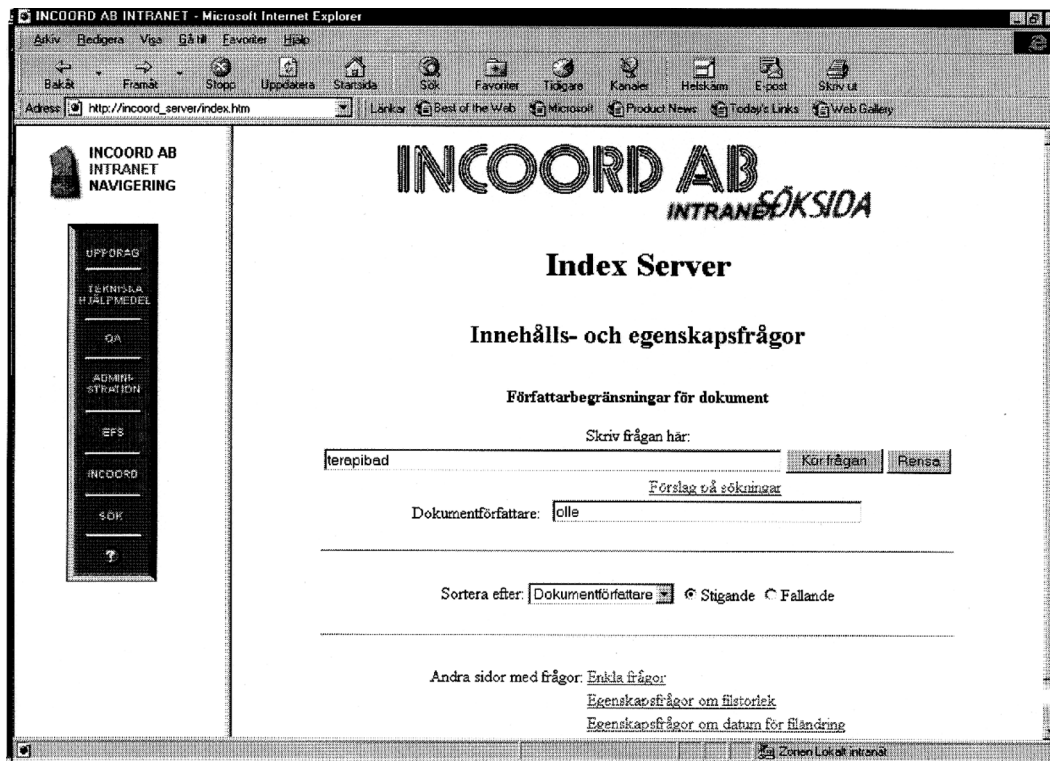 INCOORD AB INTRANET - Microsoft Internet Explorer
Arkiv Redigera Visa Gå till Favoriter Hjälp
Bakåt Framåt Stopp Uppdatera Startsida Sök Favoriter Tidigare Kanaler Helskärm E-post Skriv ut
Adress http://incoord_server/index.htm Länkar Best of the Web Microsoft Product News Today's Links Web Gallery
INCOORD AB
INTRANET
NAVIGERING
UPPDRAG
TEKNISKA
HJÄLPMEDEL
QA
ADMINI-
STRATION
EFS
INCOORD
SÖK
?
INCOORD AB
INTRANET SÖKSIDA
Index Server
Innehålls- och egenskapsfrågor
Författarbegränsningar för dokument
Skriv frågan här:
terapibad Kör frågan Rensa
Förslag på sökningar
Dokumentförfattare: olle
Sortera efter: Dokumentförfattare Stigande Fallande
Andra sidor med frågor: Enkla frågor
Egenskapsfrågor om filstorlek
Egenskapsfrågor om datum för filändring
Zonen Lokalt intranät